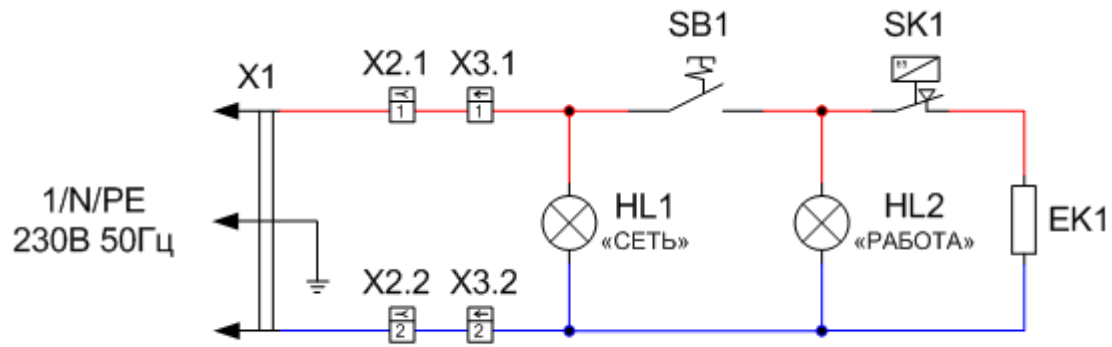 SB1
SK1
X1
X2.1
X3.1
1
1
1/N/PE
230В 50Гц
HL1
«СЕТЬ»
HL2
«РАБОТА»
EK1
X2.2
X3.2
2
2